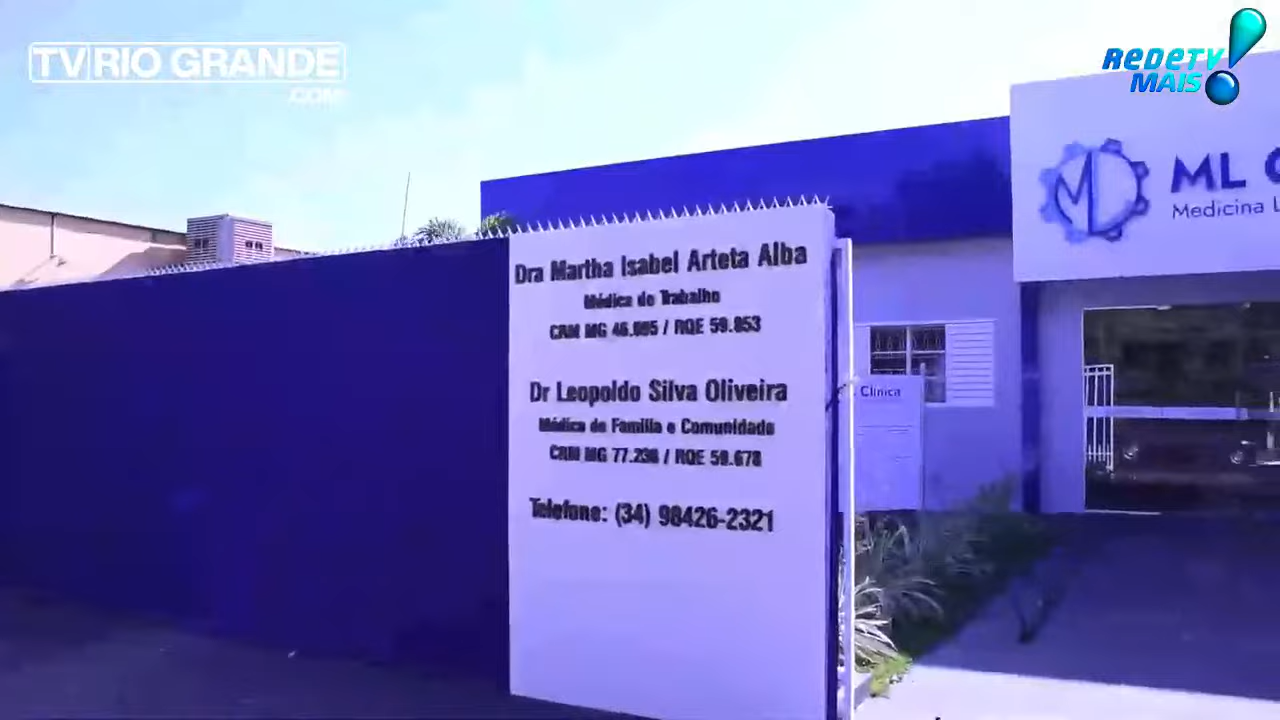 TV RIO GRANDE
.COM
REDETV!
MAIS
ML
Medicina
Dra Martha Isabel Arteta Alba
Médica do Trabalho
CRM MG 46.695 / RQE 59.853
Dr Leopoldo Silva Oliveira
Médico de Família e Comunidade
CRM MG 77.236 / RQE 59.678
Telefone: (34) 98426-2321
Clínica